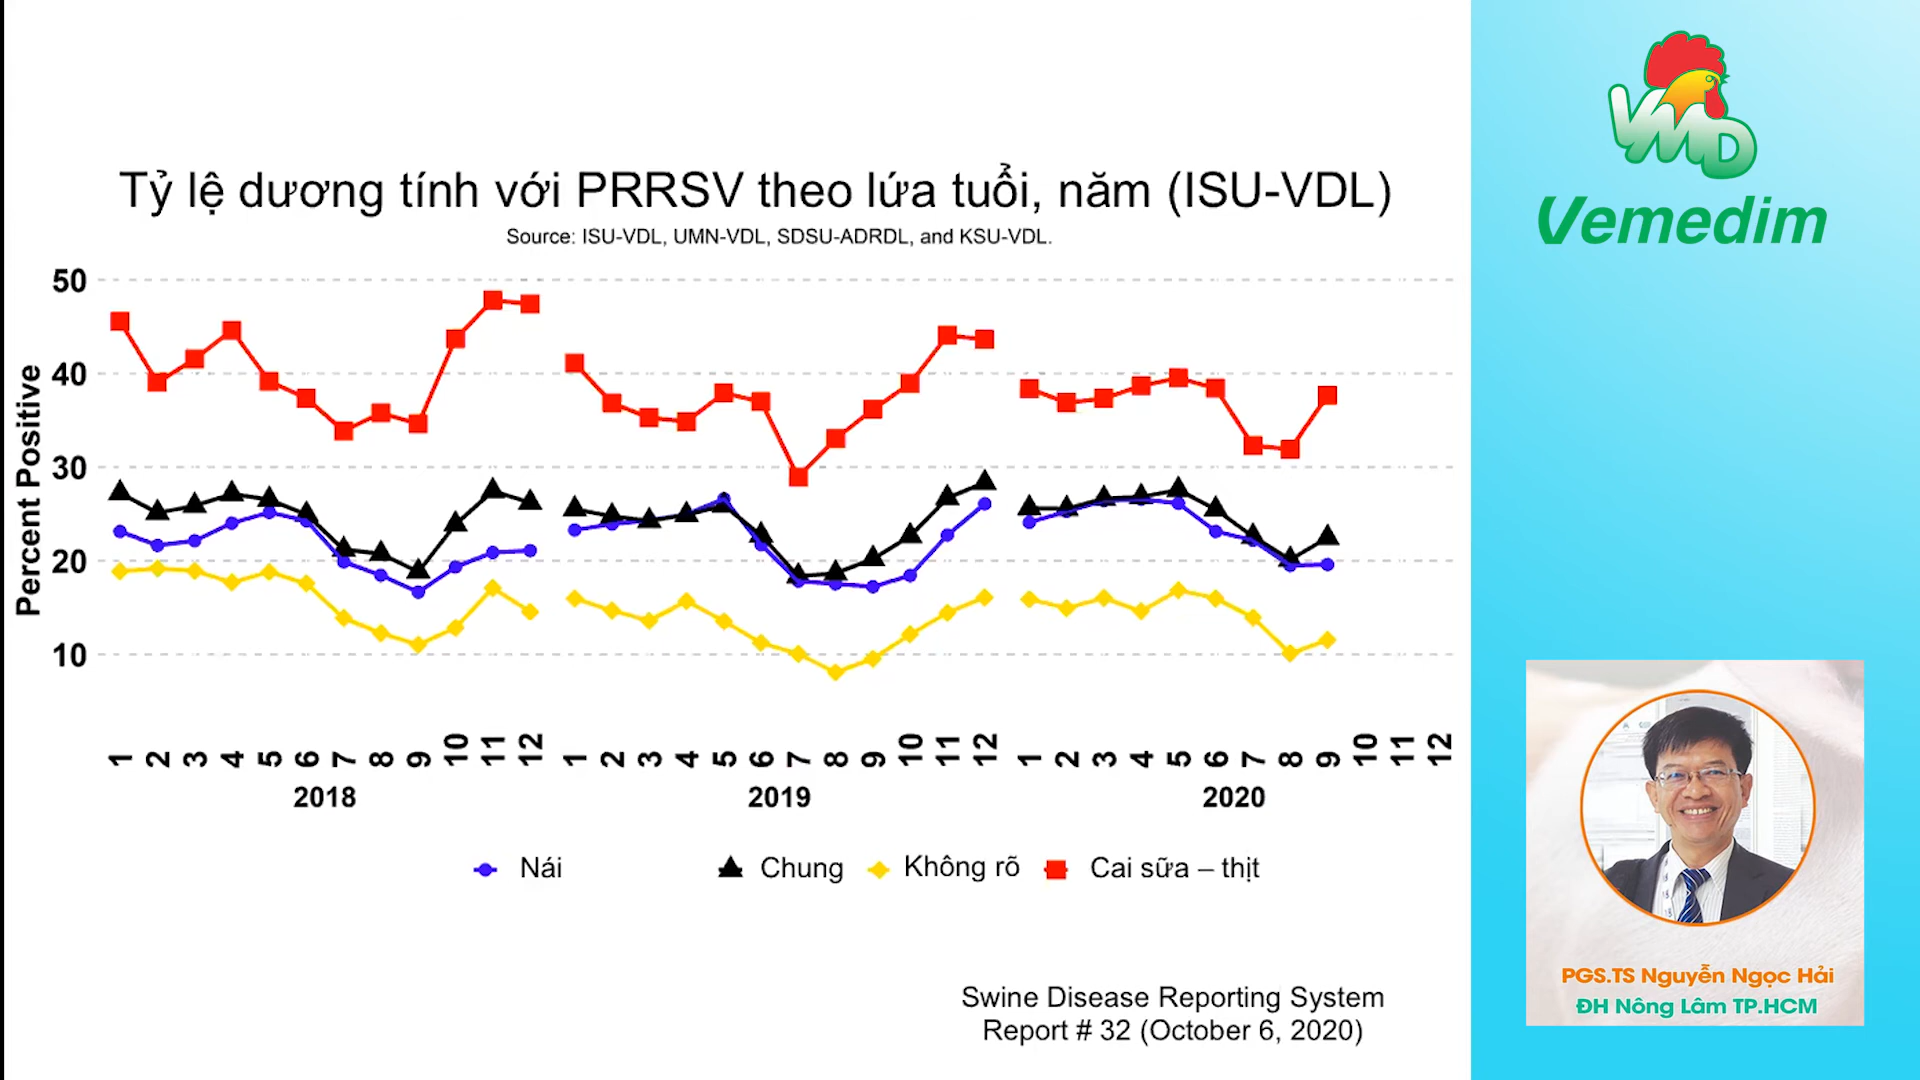 Tỷ lệ dương tính với PRRSV theo lứa tuổi, năm (ISU-VDL)
Source: ISU-VDL, UMN-VDL, SDSU-ADRDL, and KSU-VDL.
Percent Positive
50
40
30
20
10
1 2 3 4 5 6 7 8 9 10 11 12 1 2 3 4 5 6 7 8 9 10 11 12 1 2 3 4 5 6 7 8 9 10 11 12
2018 2019 2020
Nái Chung Không rõ Cai sữa – thịt
Swine Disease Reporting System
Report # 32 (October 6, 2020)
VMD
Vemedim
PGS.TS Nguyễn Ngọc Hải
ĐH Nông Lâm TP.HCM